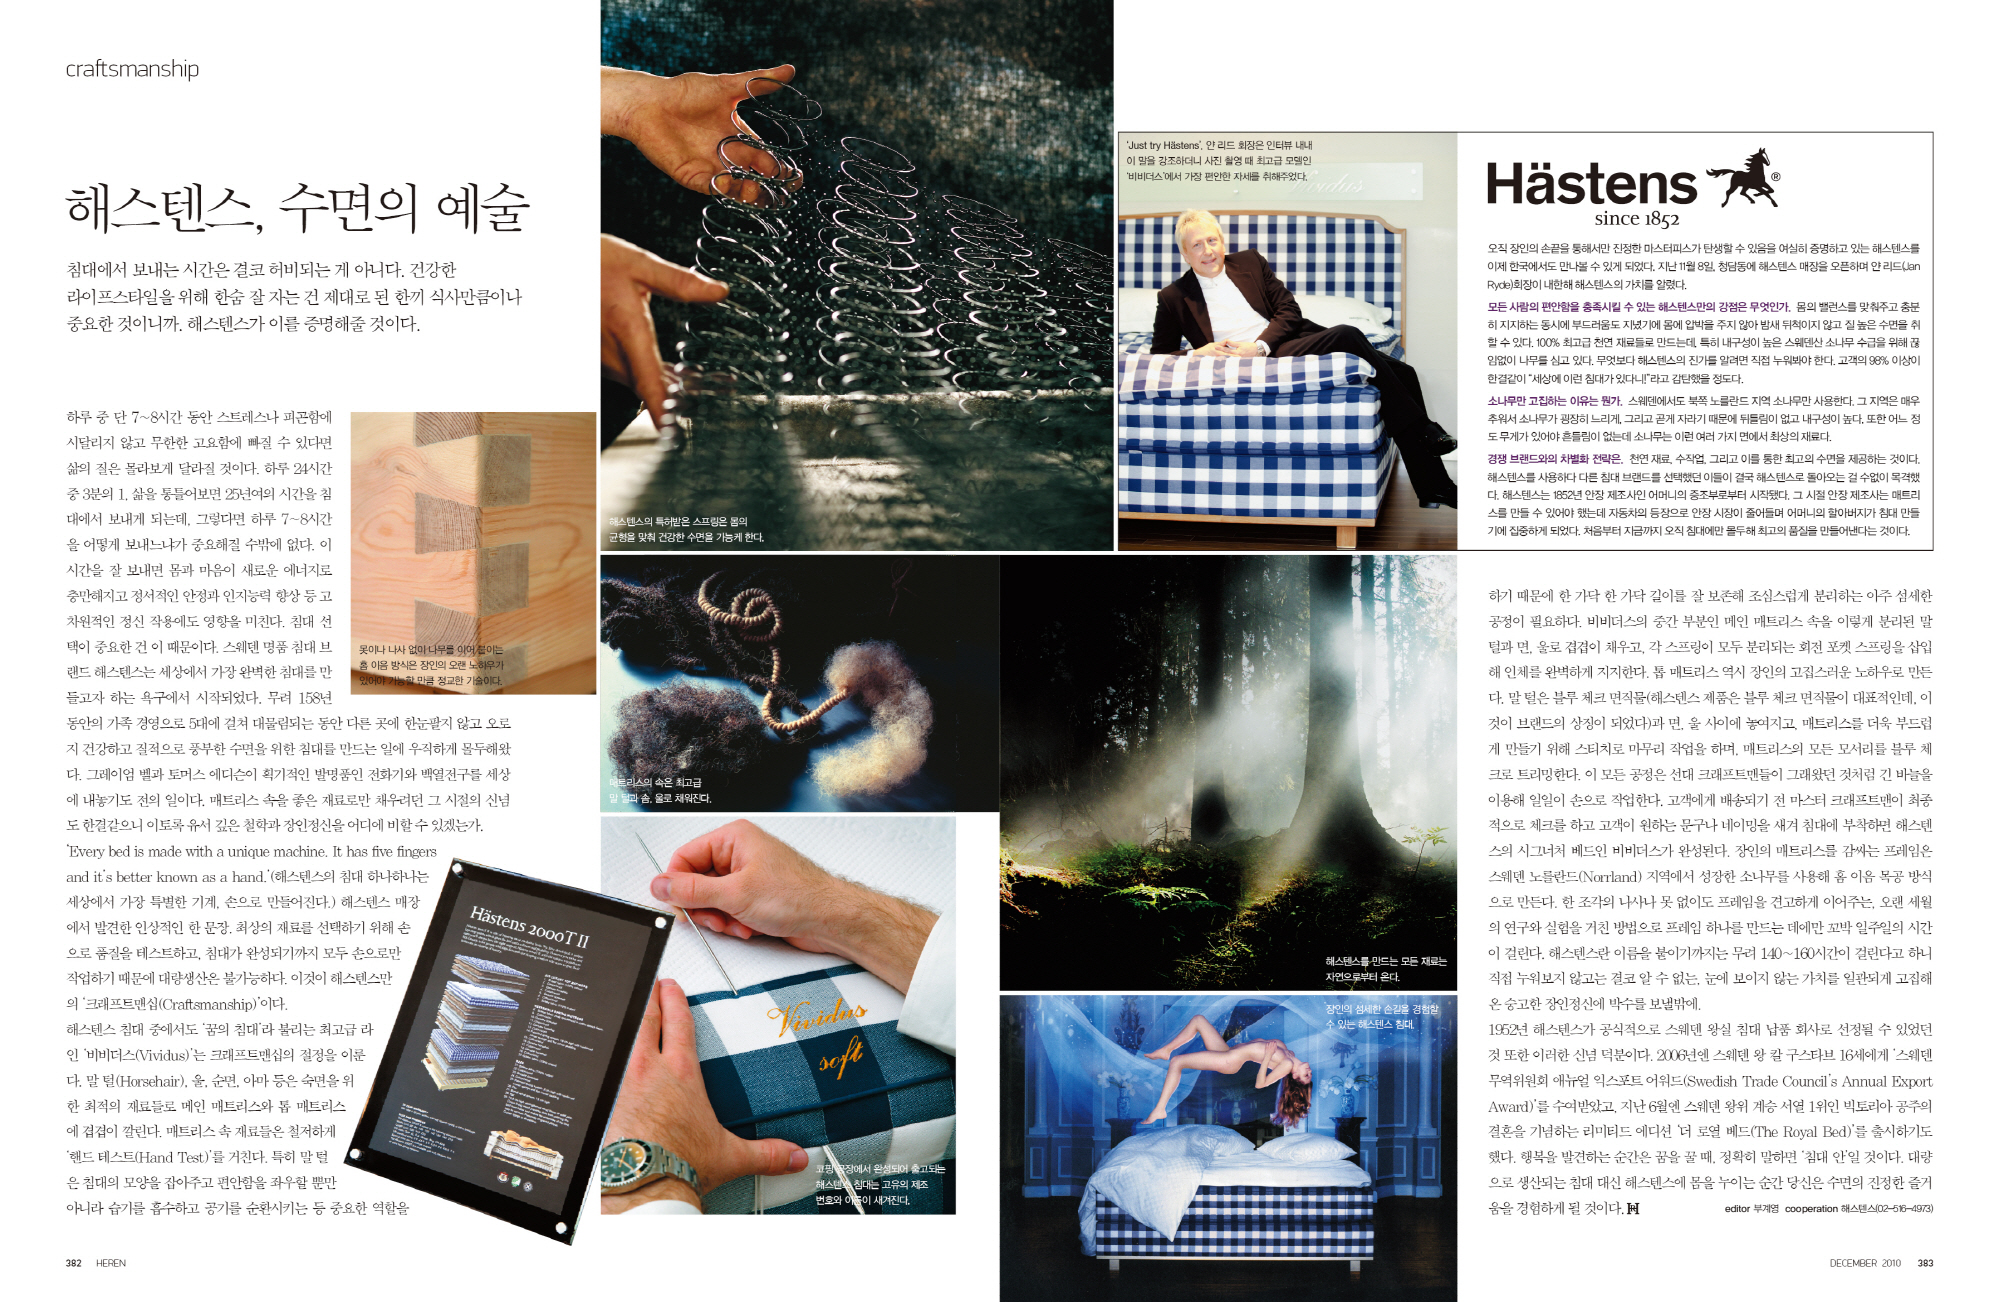 craftsmanship
해스텐스, 수면의 예술
침대에서 보내는 시간은 결코 허비되는 게 아니다. 건강한
라이프스타일을 위해 한숨 잘 자는 건 제대로 된 한끼 식사만큼이나
중요한 것이니까. 해스텐스가 이를 증명해줄 것이다.
하루 중 단 7~8시간 동안 스트레스나 피곤함에
시달리지 않고 무한한 고요함에 빠질 수 있다면
삶의 질은 몰라보게 달라질 것이다. 하루 24시간
중 3분의 1, 삶을 통틀어보면 25년여의 시간을 침
대에서 보내게 되는데, 그렇다면 하루 7~8시간
을 어떻게 보내느냐가 중요해질 수밖에 없다. 이
시간을 잘 보내면 몸과 마음이 새로운 에너지로
충만해지고 정서적인 안정과 인지능력 향상 등 고
차원적인 정신 작용에도 영향을 미친다. 침대 선
택이 중요한 건 이 때문이다. 스웨덴 명품 침대 브
랜드 해스텐스는 세상에서 가장 완벽한 침대를 만
들고자 하는 욕구에서 시작되었다. 무려 158년
동안의 가족 경영으로 5대에 걸쳐 대물림되는 동안 다른 곳에 한눈팔지 않고 오로
지 건강하고 질적으로 풍부한 수면을 위한 침대를 만드는 일에 우직하게 몰두해왔
다. 그레이엄 벨과 토머스 에디슨이 획기적인 발명품인 전화기와 백열전구를 세상
에 내놓기도 전의 일이다. 매트리스 속을 좋은 재료로만 채우려던 그 시절의 신념
도 한결같으니 이토록 유서 깊은 철학과 장인정신을 어디에 비할 수 있겠는가.
'Every bed is made with a unique machine. It has five fingers
and it's better known as a hand.'(해스텐스의 침대 하나하나는
세상에서 가장 특별한 기계, 손으로 만들어진다.) 해스텐스 매장
에서 발견한 인상적인 한 문장. 최상의 재료를 선택하기 위해 손
으로 품질을 테스트하고, 침대가 완성되기까지 모두 손으로만
작업하기 때문에 대량생산은 불가능하다. 이것이 해스텐스만
의 '크래프트맨십(Craftsmanship)'이다.
해스텐스 침대 중에서도 '꿈의 침대'라 불리는 최고급 라
인 '비비더스(Vividus)'는 크래프트맨십의 절정을 이룬
다. 말 털(Horsehair), 울, 순면, 아마 등은 숙면을 위
한 최적의 재료들로 메인 매트리스와 톱 매트리스
에 겹겹이 깔린다. 매트리스 속 재료들은 철저하게
'핸드 테스트(Hand Test)'를 거친다. 특히 말 털
은 침대의 모양을 잡아주고 편안함을 좌우할 뿐만
아니라 습기를 흡수하고 공기를 순환시키는 등 중요한 역할을
못이나 나사 없이 나무를 이어 붙이는
홈 이음 방식은 장인의 오랜 노하우가
있어야 가능할 만큼 정교한 기술이다.
Hästens 2000T II
해스텐스의 특허받은 스프링은 몸의
균형을 맞춰 건강한 수면을 가능케 한다.
매트리스의 속은 최고급
말 털과 솜, 울로 채워진다.
Vividus
soft
코핑 공장에서 완성되어 출고되는
해스텐스 침대는 고유의 제조
번호와 이름이 새겨진다.
해스텐스를 만드는 모든 재료는
자연으로부터 온다.
장인의 섬세한 손길을 경험할
수 있는 해스텐스 침대.
'Just try Hästens', 얀 리드 회장은 인터뷰 내내
이 말을 강조하더니 사진 촬영 때 최고급 모델인
'비비더스'에서 가장 편안한 자세를 취해주었다.
Vividus
Hästens ®
since 1852
오직 장인의 손끝을 통해서만 진정한 마스터피스가 탄생할 수 있음을 여실히 증명하고 있는 해스텐스를
이제 한국에서도 만나볼 수 있게 되었다. 지난 11월 8일, 청담동에 해스텐스 매장을 오픈하며 얀 리드(Jan
Ryde)회장이 내한해 해스텐스의 가치를 알렸다.
모든 사람의 편안함을 충족시킬 수 있는 해스텐스만의 강점은 무엇인가. 몸의 밸런스를 맞춰주고 충분
히 지지하는 동시에 부드러움도 지녔기에 몸에 압박을 주지 않아 밤새 뒤척이지 않고 질 높은 수면을 취
할 수 있다. 100% 최고급 천연 재료들로 만드는데, 특히 내구성이 높은 스웨덴산 소나무 수급을 위해 끊
임없이 나무를 심고 있다. 무엇보다 해스텐스의 진가를 알려면 직접 누워봐야 한다. 고객의 98% 이상이
한결같이 "세상에 이런 침대가 있다니!"라고 감탄했을 정도다.
소나무만 고집하는 이유는 뭔가. 스웨덴에서도 북쪽 노를란드 지역 소나무만 사용한다. 그 지역은 매우
추워서 소나무가 굉장히 느리게, 그리고 곧게 자라기 때문에 뒤틀림이 없고 내구성이 높다. 또한 어느 정
도 무게가 있어야 흔들림이 없는데 소나무는 이런 여러 가지 면에서 최상의 재료다.
경쟁 브랜드와의 차별화 전략은. 천연 재료, 수작업, 그리고 이를 통한 최고의 수면을 제공하는 것이다.
해스텐스를 사용하다 다른 침대 브랜드를 선택했던 이들이 결국 해스텐스로 돌아오는 걸 수없이 목격했
다. 해스텐스는 1852년 안장 제조사인 어머니의 증조부로부터 시작됐다. 그 시절 안장 제조사는 매트리
스를 만들 수 있어야 했는데 자동차의 등장으로 안장 시장이 줄어들며 어머니의 할아버지가 침대 만들
기에 집중하게 되었다. 처음부터 지금까지 오직 침대에만 몰두해 최고의 품질을 만들어낸다는 것이다.
하기 때문에 한 가닥 한 가닥 길이를 잘 보존해 조심스럽게 분리하는 아주 섬세한
공정이 필요하다. 비비더스의 중간 부분인 메인 매트리스 속을 이렇게 분리된 말
털과 면, 울로 겹겹이 채우고, 각 스프링이 모두 분리되는 회전 포켓 스프링을 삽입
해 인체를 완벽하게 지지한다. 톱 매트리스 역시 장인의 고집스러운 노하우로 만든
다. 말 털은 블루 체크 면직물(해스텐스 제품은 블루 체크 면직물이 대표적인데, 이
것이 브랜드의 상징이 되었다)과 면, 울 사이에 놓여지고, 매트리스를 더욱 부드럽
게 만들기 위해 스티치로 마무리 작업을 하며, 매트리스의 모든 모서리를 블루 체
크로 트리밍한다. 이 모든 공정은 선대 크래프트맨들이 그래왔던 것처럼 긴 바늘을
이용해 일일이 손으로 작업한다. 고객에게 배송되기 전 마스터 크래프트맨이 최종
적으로 체크를 하고 고객이 원하는 문구나 네이밍을 새겨 침대에 부착하면 해스텐
스의 시그너처 베드인 비비더스가 완성된다. 장인의 매트리스를 감싸는 프레임은
스웨덴 노를란드(Norrland) 지역에서 성장한 소나무를 사용해 홈 이음 목공 방식
으로 만든다. 한 조각의 나사나 못 없이도 프레임을 견고하게 이어주는, 오랜 세월
의 연구와 실험을 거친 방법으로 프레임 하나를 만드는 데에만 꼬박 일주일의 시간
이 걸린다. 해스텐스란 이름을 붙이기까지는 무려 140~160시간이 걸린다고 하니
직접 누워보지 않고는 결코 알 수 없는, 눈에 보이지 않는 가치를 일관되게 고집해
온 숭고한 장인정신에 박수를 보낼밖에.
1952년 해스텐스가 공식적으로 스웨덴 왕실 침대 납품 회사로 선정될 수 있었던
것 또한 이러한 신념 덕분이다. 2006년엔 스웨덴 왕 칼 구스타브 16세에게 '스웨덴
무역위원회 애뉴얼 익스포트 어워드(Swedish Trade Council's Annual Export
Award)'를 수여받았고, 지난 6월엔 스웨덴 왕위 계승 서열 1위인 빅토리아 공주의
결혼을 기념하는 리미티드 에디션 '더 로열 베드(The Royal Bed)'를 출시하기도
했다. 행복을 발견하는 순간은 꿈을 꿀 때, 정확히 말하면 '침대 안'일 것이다. 대량
으로 생산되는 침대 대신 해스텐스에 몸을 누이는 순간 당신은 수면의 진정한 즐거
움을 경험하게 될 것이다.
editor 부계영 cooperation 해스텐스(02-516-4973)
382 HEREN
DECEMBER 2010 383